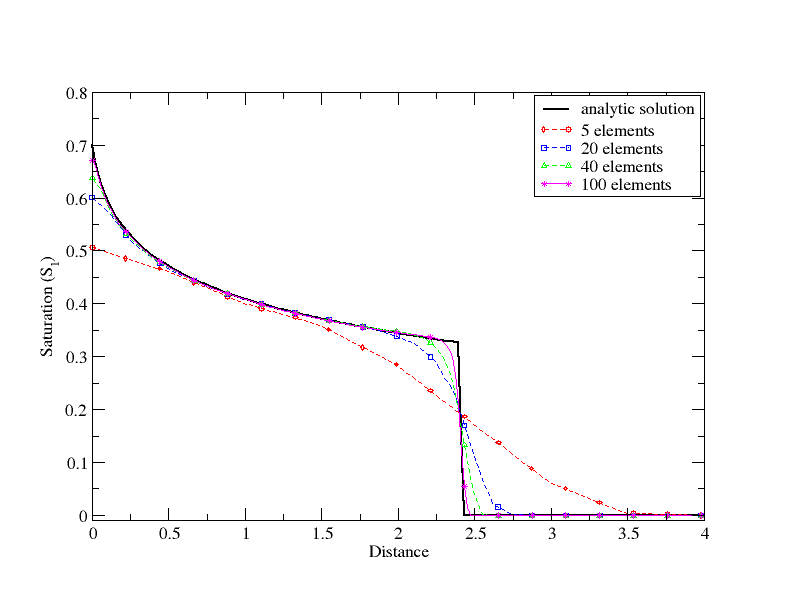 0.8
0.7
0.6
0.5
0.4
0.3
0.2
0.1
0
Saturation (S1)
analytic solution
5 elements
20 elements
40 elements
100 elements
0 0.5 1 1.5 2 2.5 3 3.5 4
Distance